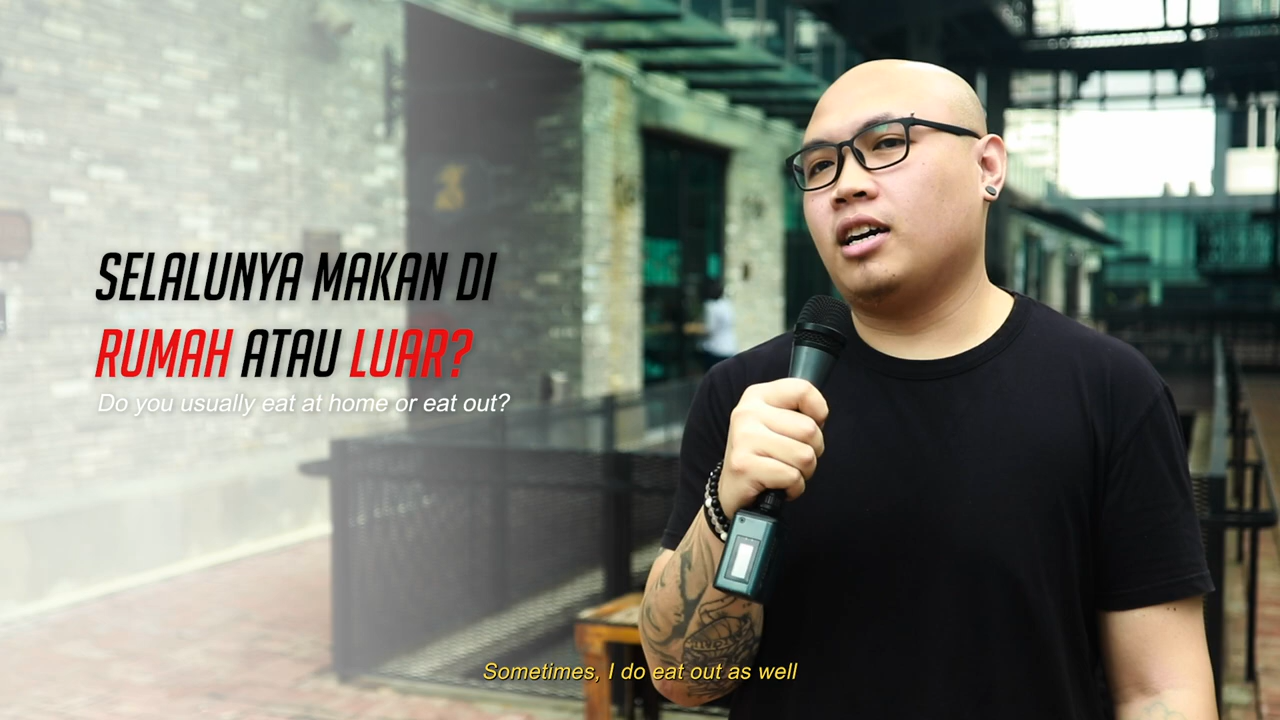 SELALUNYA MAKAN DI
RUMAH ATAU LUAR?
Do you usually eat at home or eat out?
Sometimes, I do eat out as well